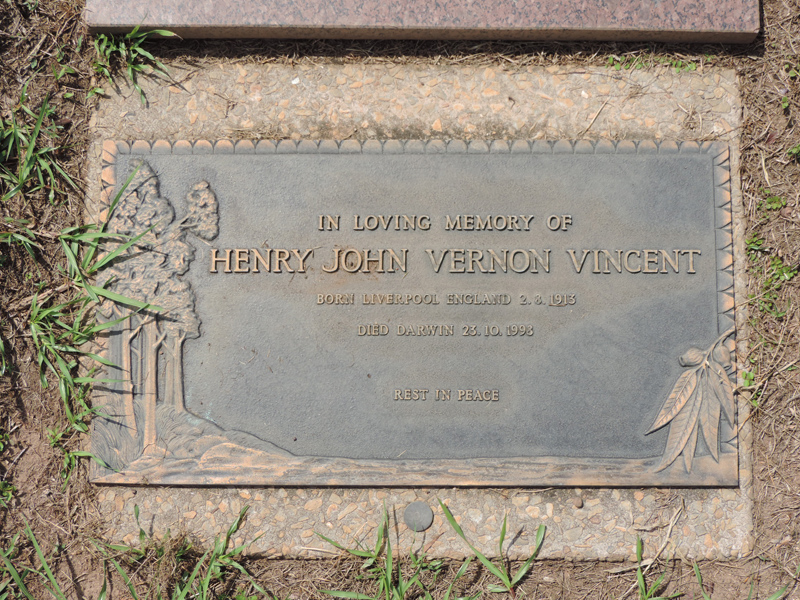 IN LOVING MEMORY OF
HENRY JOHN VERNON VINCENT
BORN LIVERPOOL ENGLAND 2.8.1913
DIED DARWIN 23.10.1998
REST IN PEACE